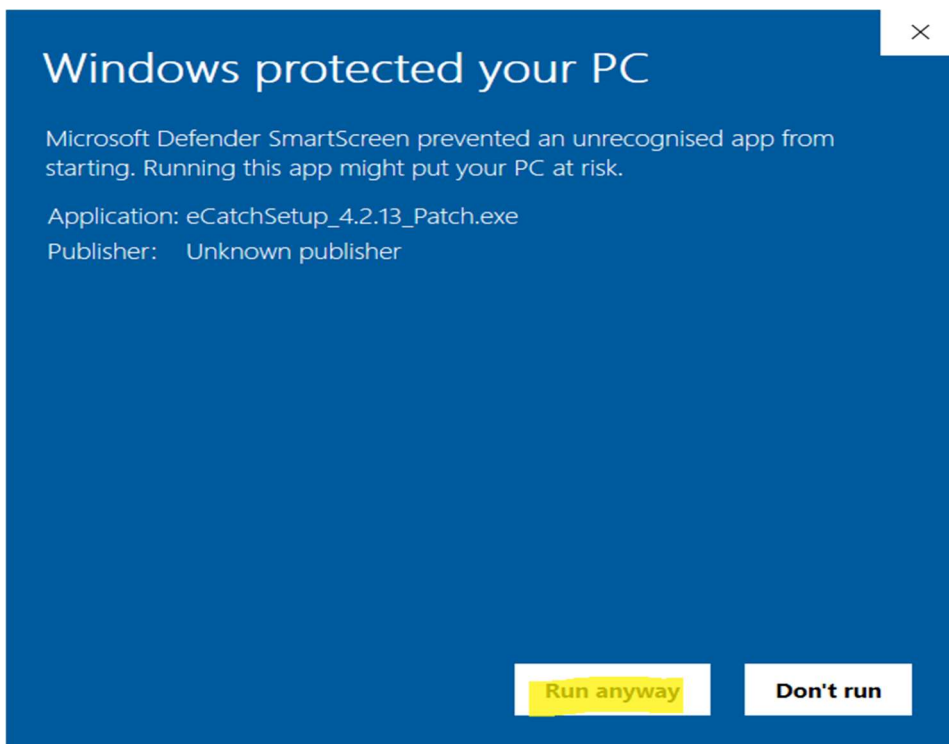 Windows protected your PC
Microsoft Defender SmartScreen prevented an unrecognised app from
starting. Running this app might put your PC at risk.
Application: eCatchSetup_4.2.13_Patch.exe
Publisher: Unknown publisher
Run anyway Don't run